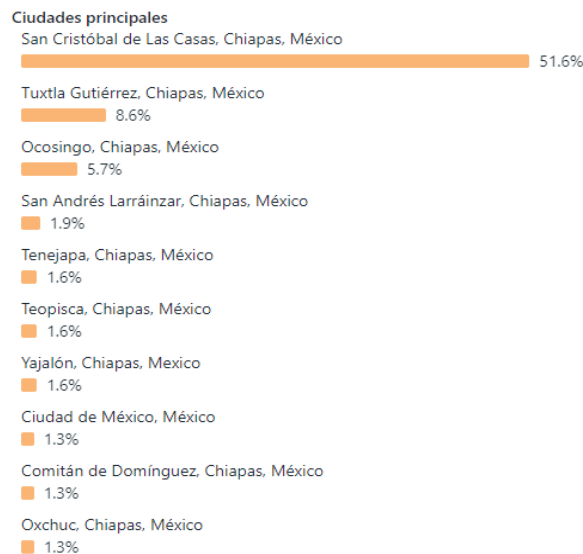 Ciudades principales
San Cristóbal de Las Casas, Chiapas, México
51.6%
Tuxtla Gutiérrez, Chiapas, México
8.6%
Ocosingo, Chiapas, México
5.7%
San Andrés Larráinzar, Chiapas, México
1.9%
Tenejapa, Chiapas, México
1.6%
Teopisca, Chiapas, México
1.6%
Yajalón, Chiapas, Mexico
1.6%
Ciudad de México, México
1.3%
Comitán de Domínguez, Chiapas, México
1.3%
Oxchuc, Chiapas, México
1.3%